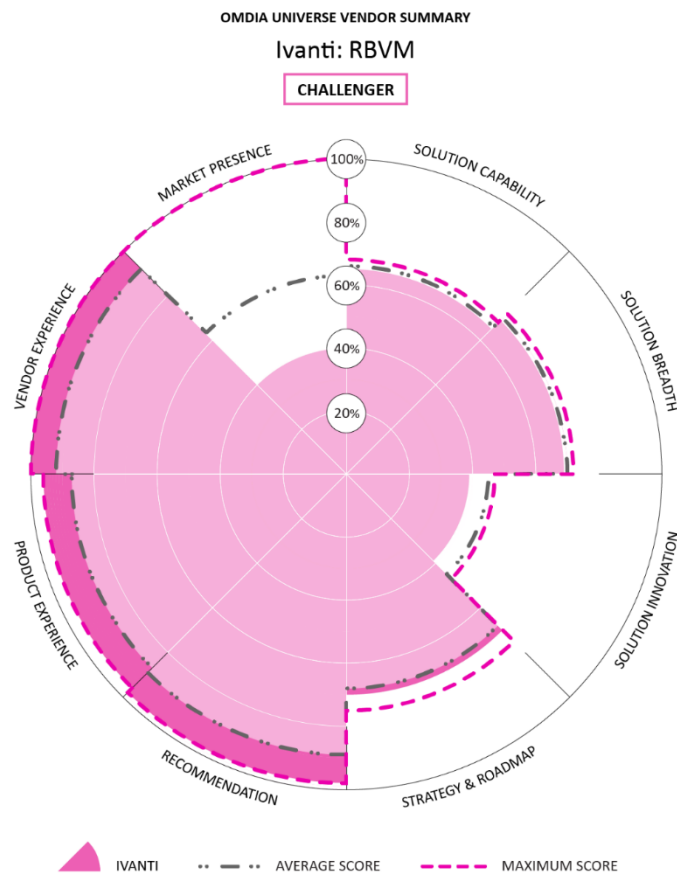 OMDIA UNIVERSE VENDOR SUMMARY
Ivanti: RBVM
CHALLENGER
MARKET PRESENCE
100%
SOLUTION CAPABILITY
80%
60%
40%
20%
VENDOR EXPERIENCE
SOLUTION BREADTH
PRODUCT EXPERIENCE
SOLUTION INNOVATION
RECOMMENDATION
STRATEGY & ROADMAP
IVANTI
AVERAGE SCORE
MAXIMUM SCORE